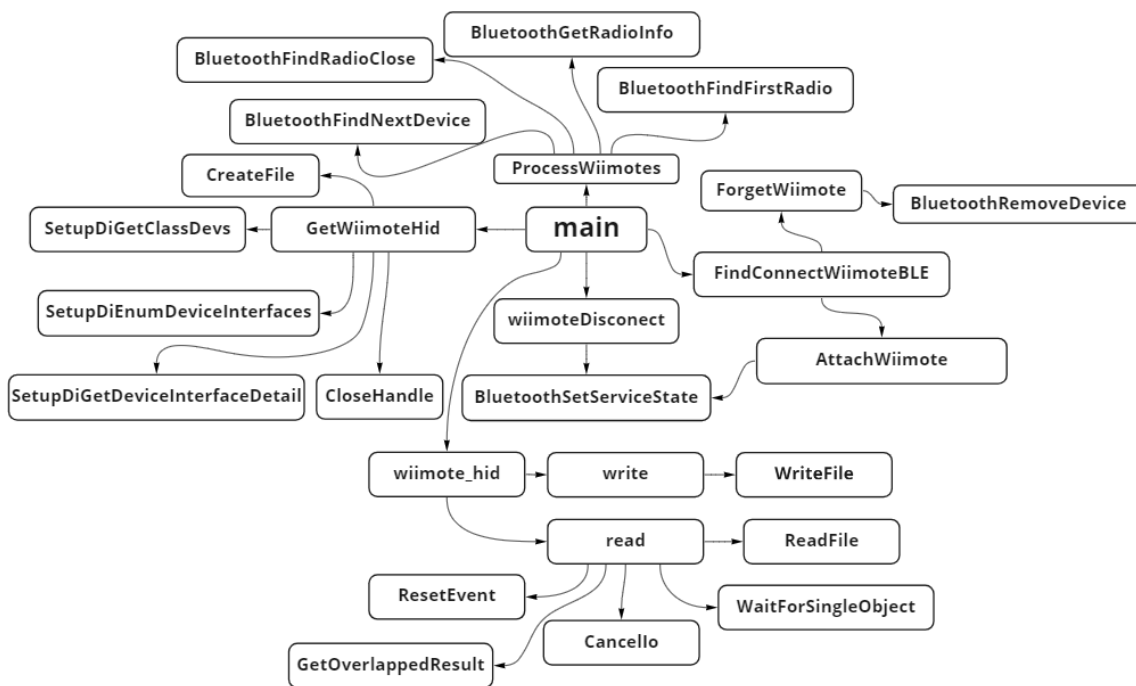 BluetoothGetRadioInfo
BluetoothFindRadioClose
BluetoothFindFirstRadio
BluetoothFindNextDevice
ProcessWiimotes
CreateFile
ForgetWiimote
BluetoothRemoveDevice
SetupDiGetClassDevs
GetWiimoteHid
main
FindConnectWiimoteBLE
SetupDiEnumDeviceInterfaces
wiimoteDisconect
AttachWiimote
SetupDiGetDeviceInterfaceDetail
CloseHandle
BluetoothSetServiceState
wiimote_hid
write
WriteFile
read
ReadFile
ResetEvent
WaitForSingleObject
CancelIo
GetOverlappedResult